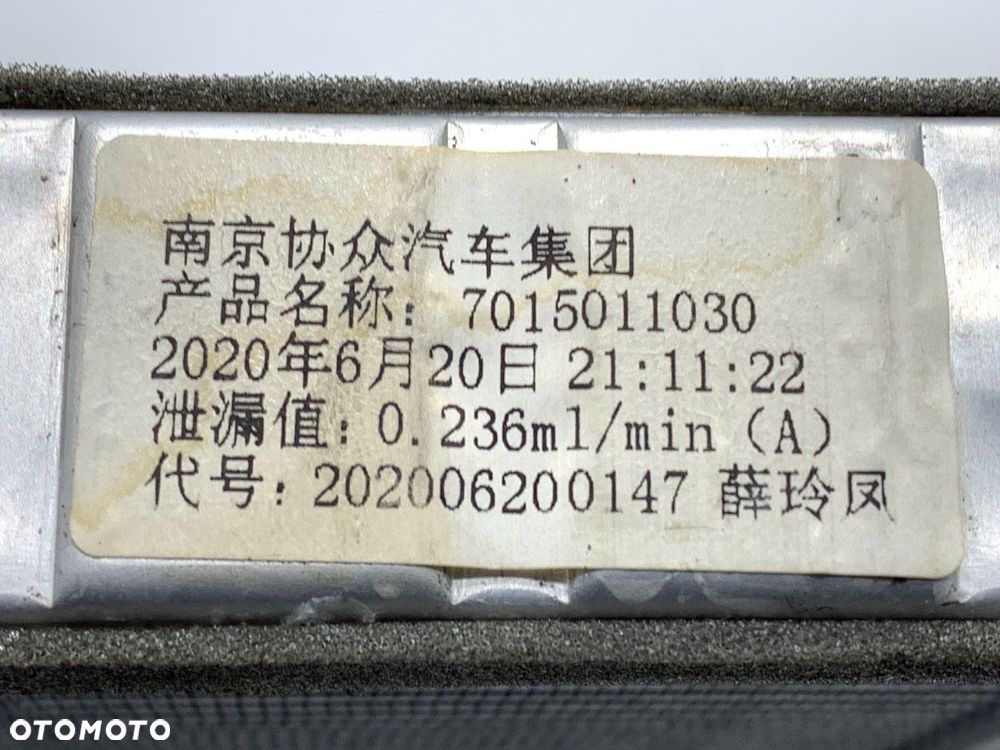 南京协众汽车集团
产品名称: 7015011030
2020年6月20日 21:11:22
泄漏值: 0.236ml/min (A)
代号: 202006200147 薛玲凤
OTOMOTO